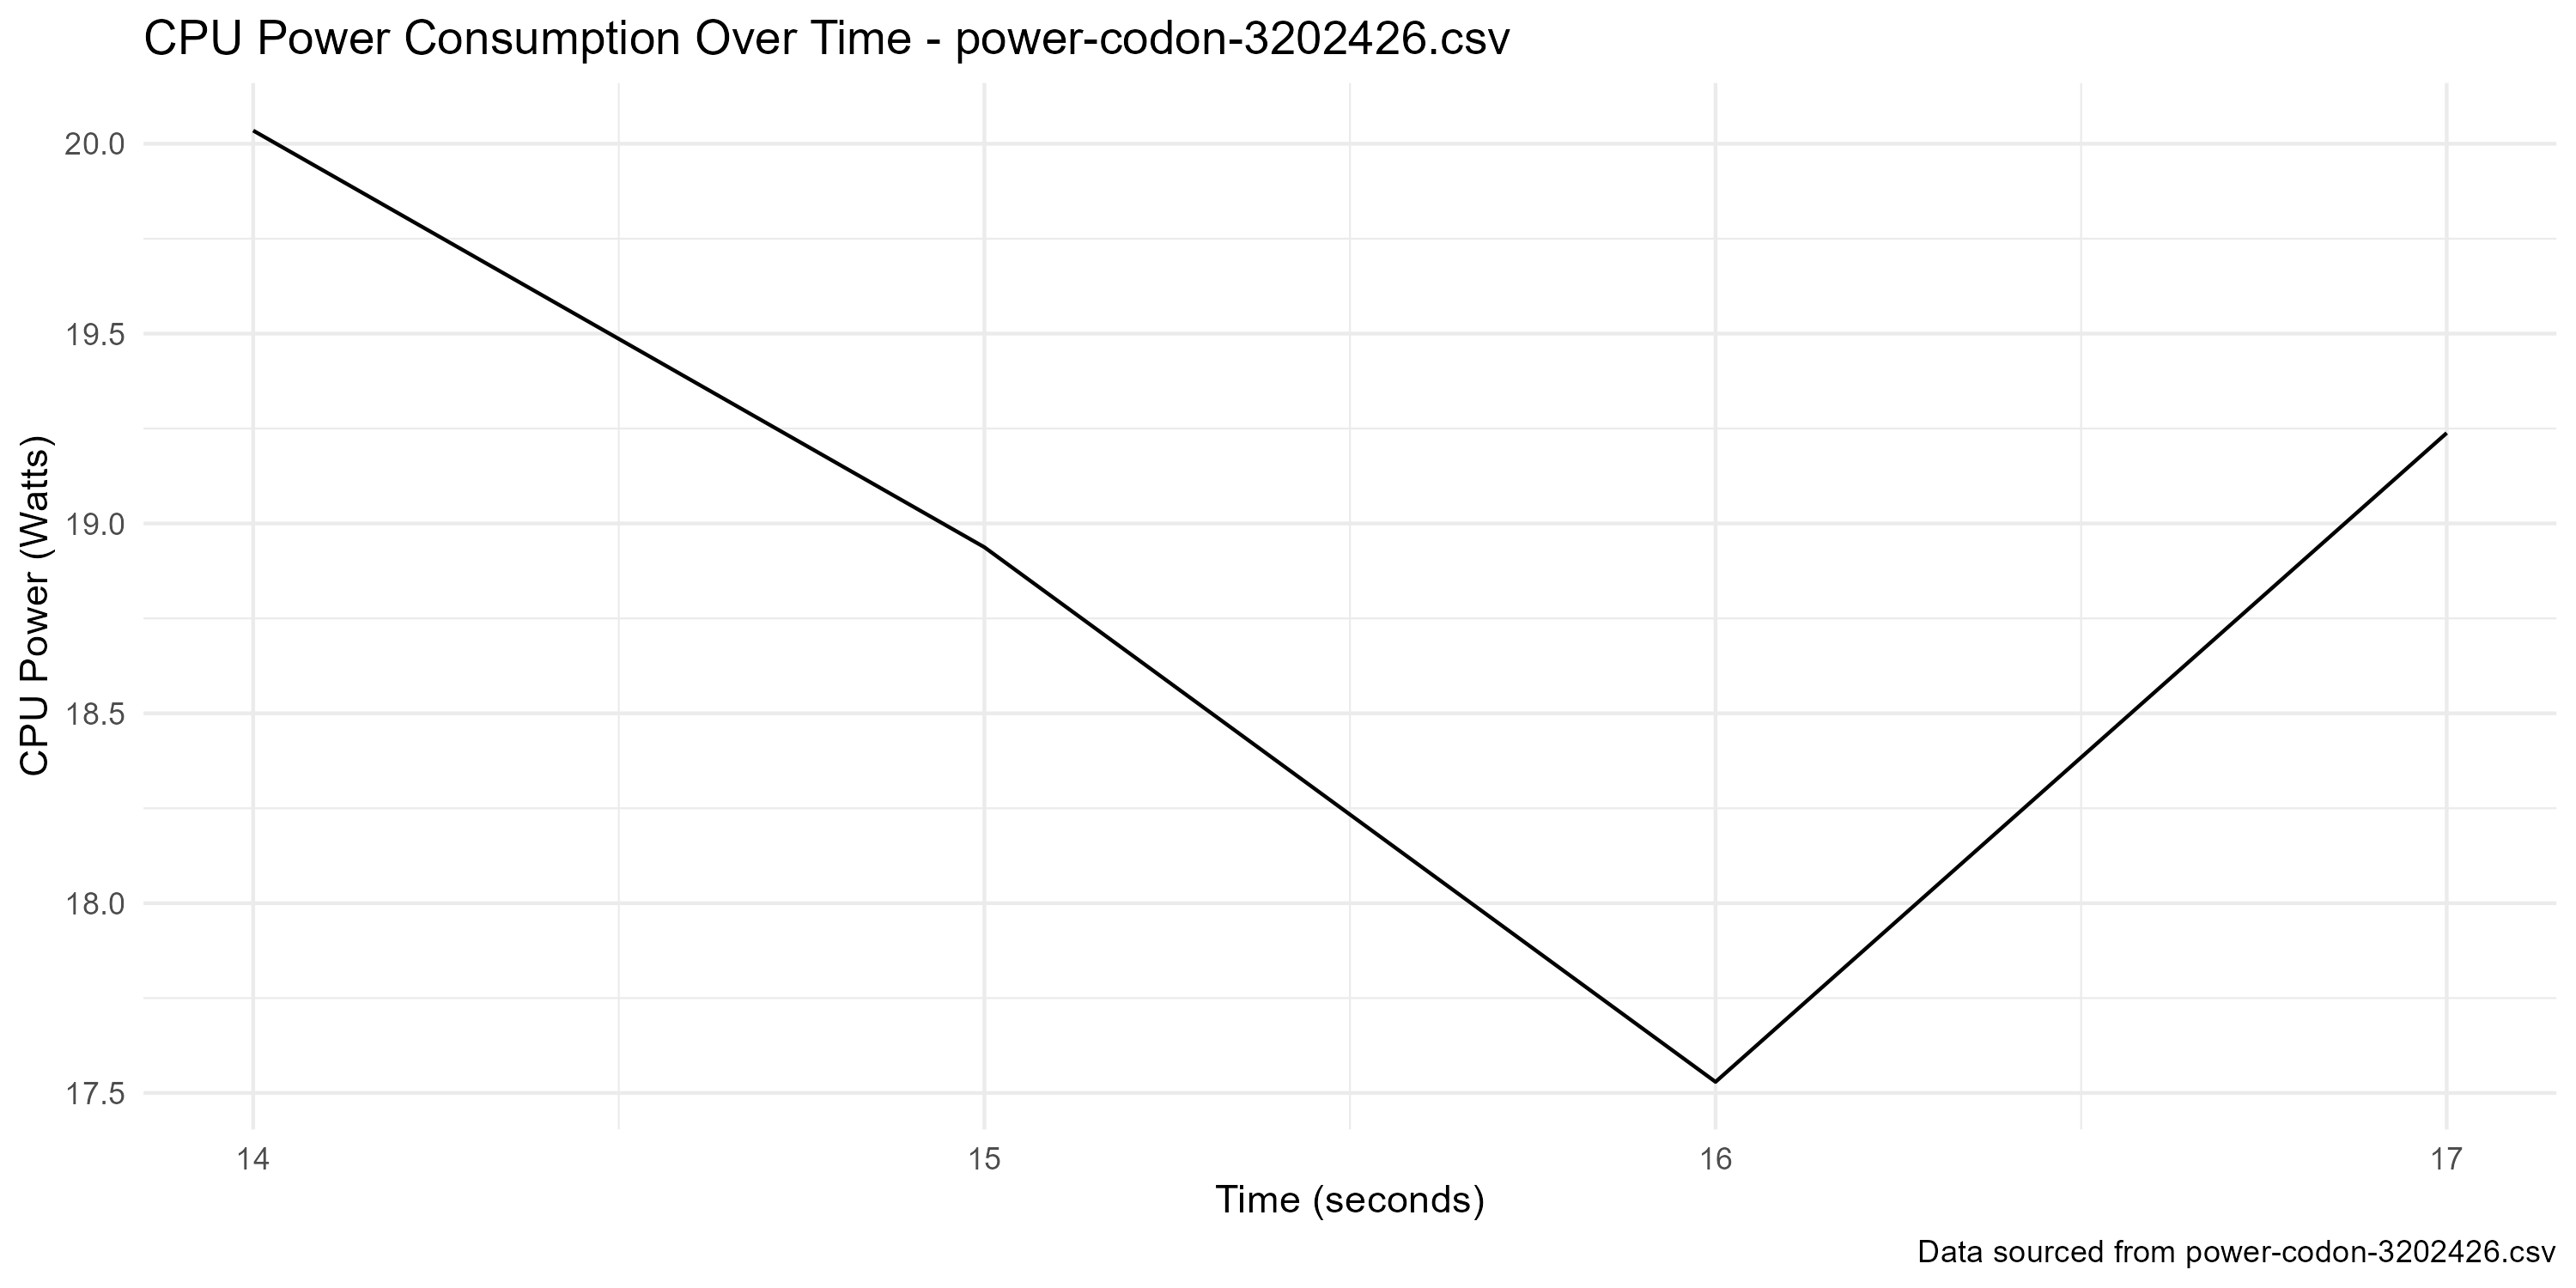 CPU Power Consumption Over Time - power-codon-3202426.csv
20.0
19.5
19.0
18.5
18.0
17.5
CPU Power (Watts)
14 15 16 17
Time (seconds)
Data sourced from power-codon-3202426.csv